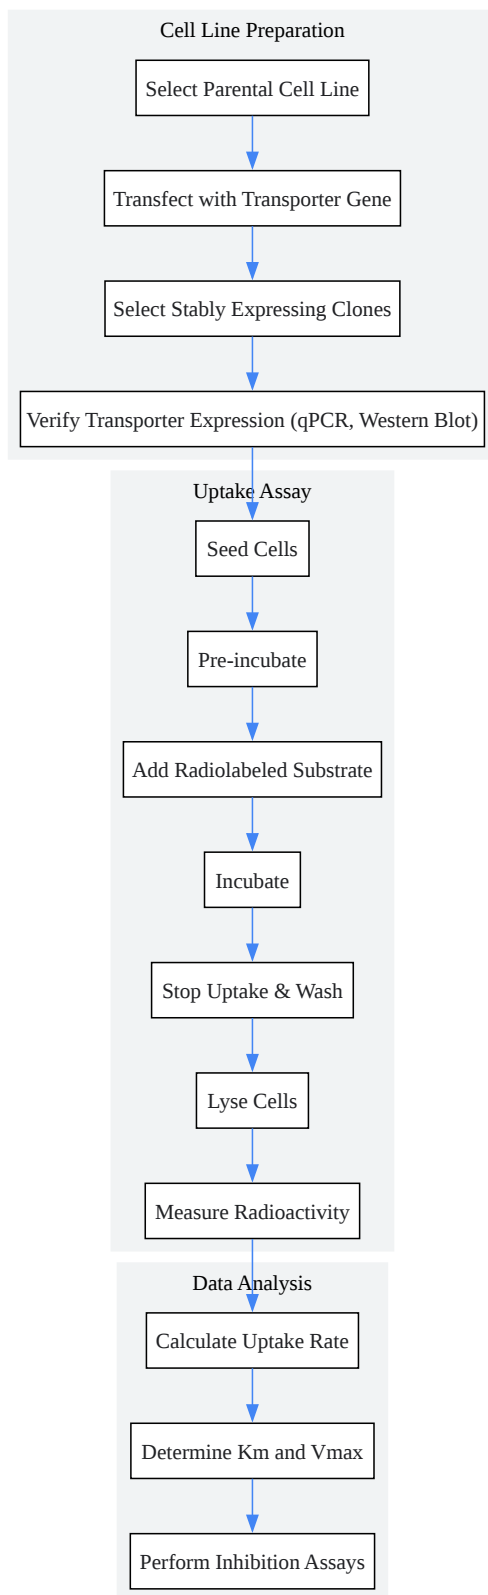 Cell Line Preparation
Select Parental Cell Line
Transfect with Transporter Gene
Select Stably Expressing Clones
Verify Transporter Expression (qPCR, Western Blot)
Uptake Assay
Seed Cells
Pre-incubate
Add Radiolabeled Substrate
Incubate
Stop Uptake & Wash
Lyse Cells
Measure Radioactivity
Data Analysis
Calculate Uptake Rate
Determine Km and Vmax
Perform Inhibition Assays